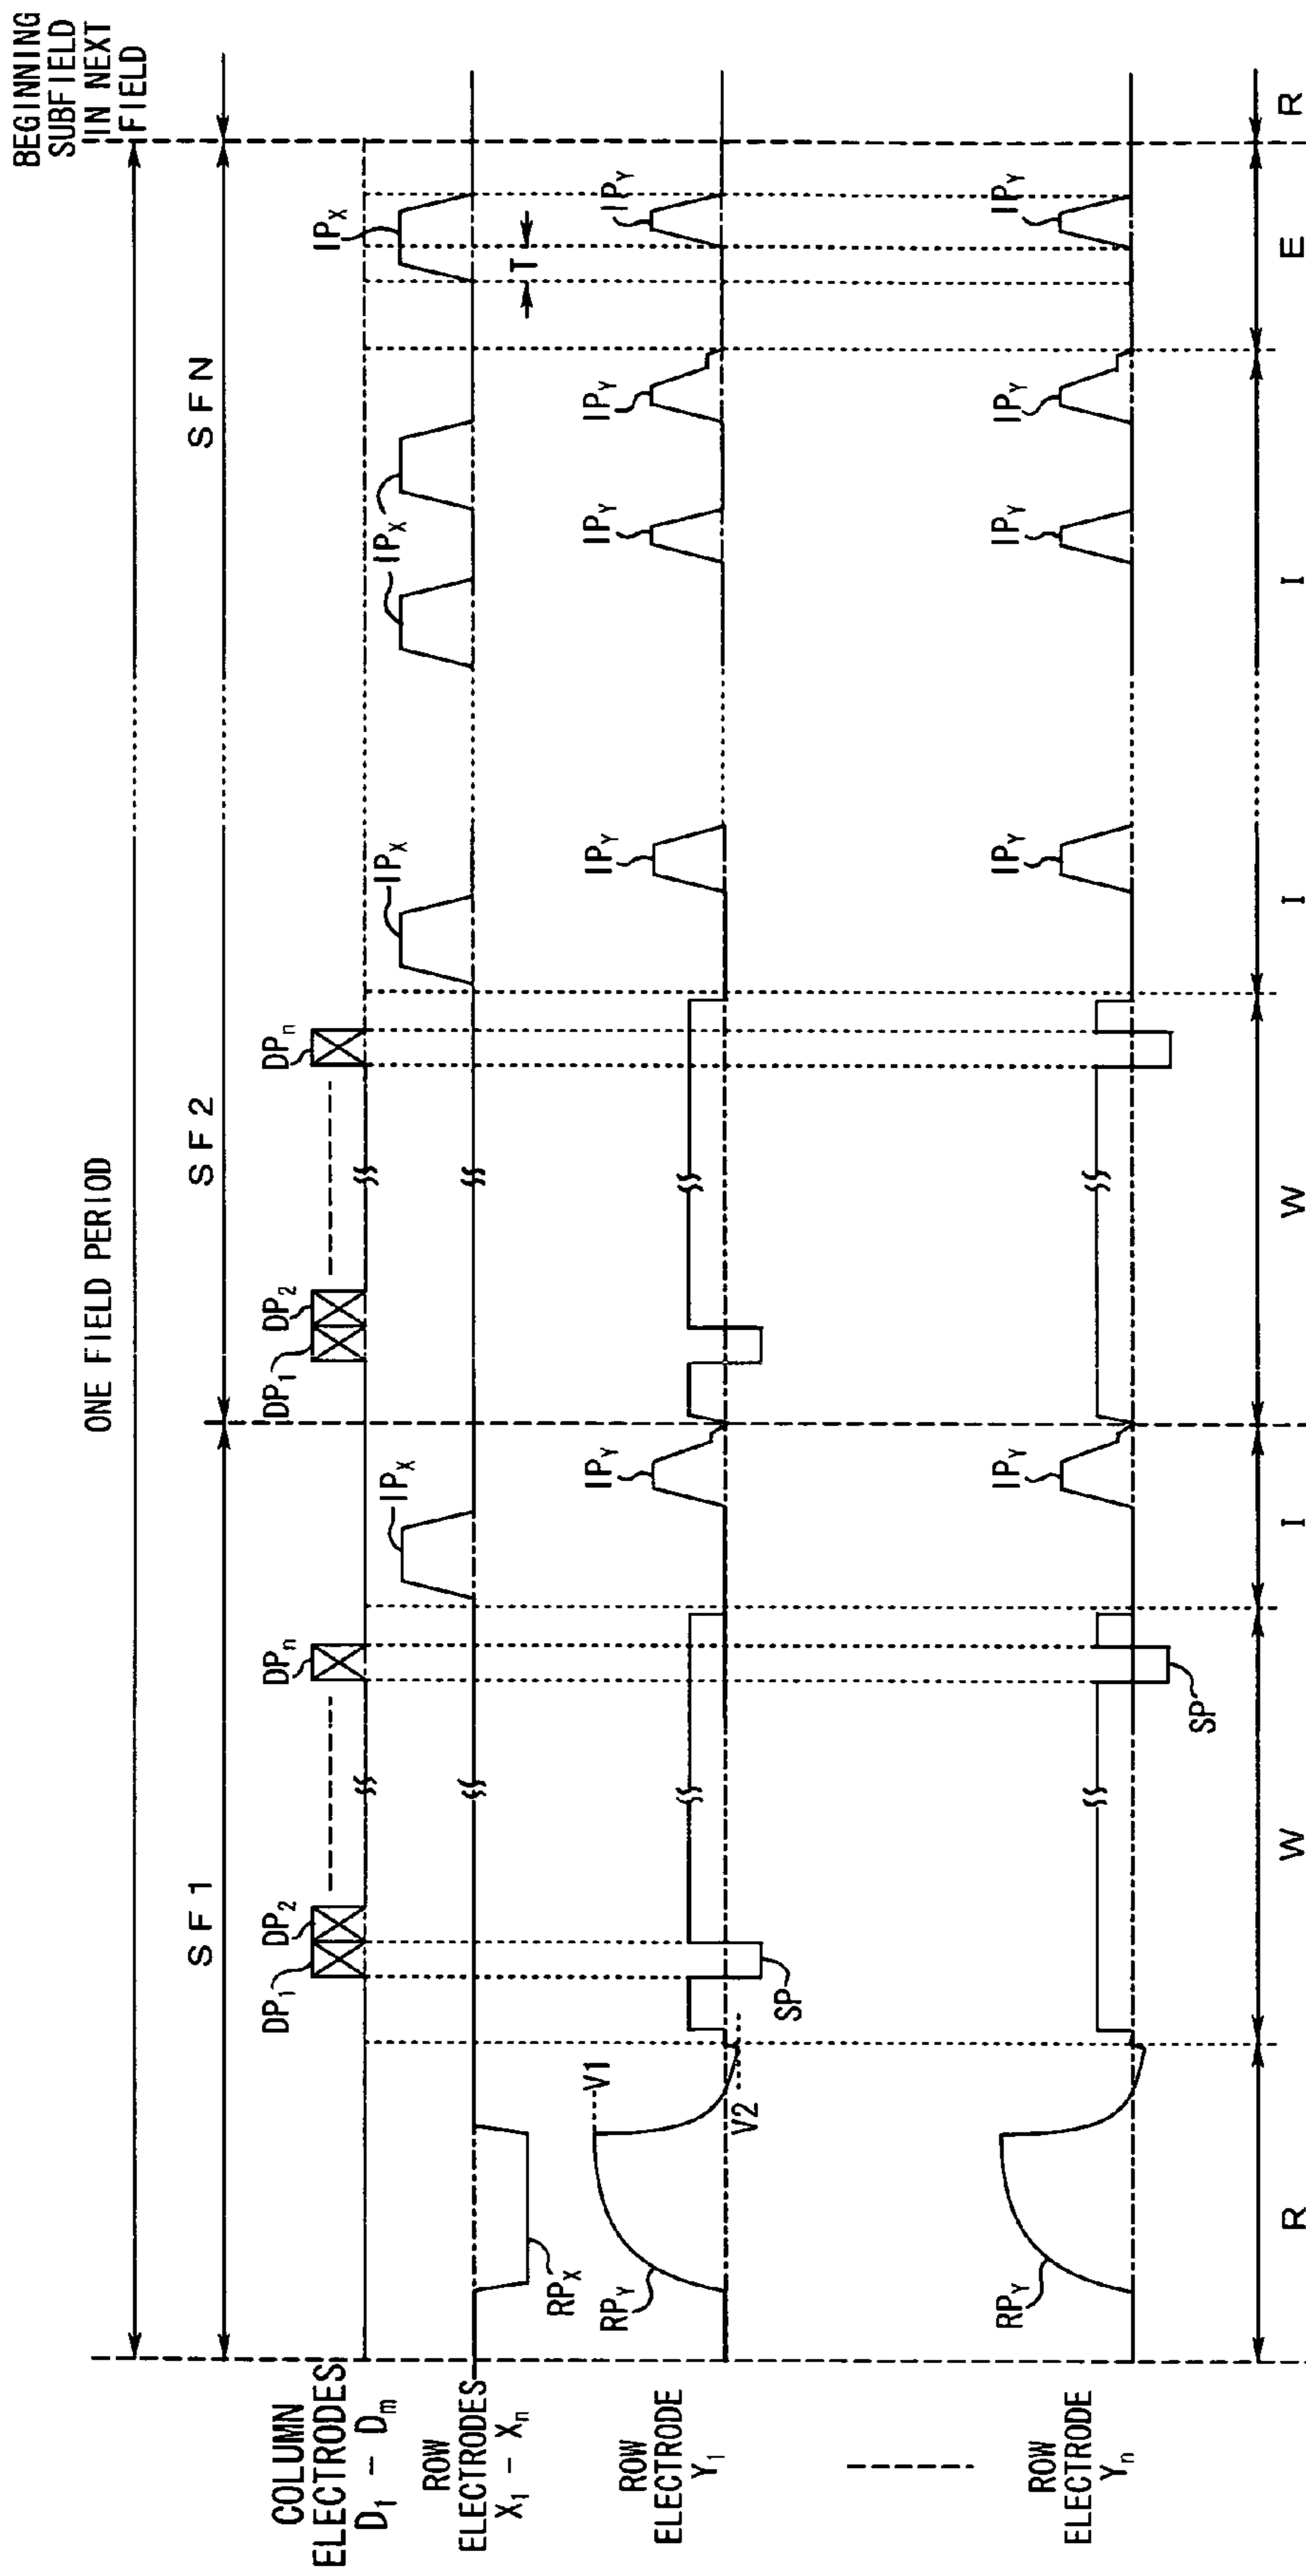 BEGINNING
SUBFIELD
IN NEXT
FIELD
ONE FIELD PERIOD
SF1
SF2
SFN
COLUMN
ELECTRODES
D₁ - Dₘ
DP₁
DP₂
DPₙ
DP₁
DP₂
DPₙ
ROW
ELECTRODES
X₁ - Xₙ
RPX
IPX
IPX
IPX
IPX
IPX
T
ROW
ELECTRODE
Y₁
RPY
V1
V2
SP
IPY
IPY
IPY
IPY
IPY
ROW
ELECTRODE
Yₙ
RPY
SP
IPY
IPY
IPY
IPY
IPY
R
W
I
W
I
I
E
R